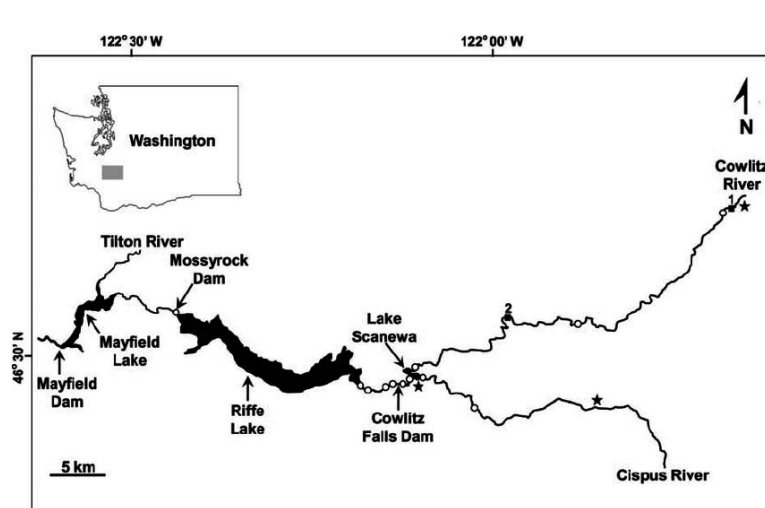 122° 30' W
122° 00' W
Washington
N
Cowlitz
River
1
Tilton River
Mossyrock
Dam
2
Lake
Scanewa
Mayfield
Lake
46° 30' N
Mayfield
Dam
Riffe
Lake
Cowlitz
Falls Dam
5 km
Cispus River